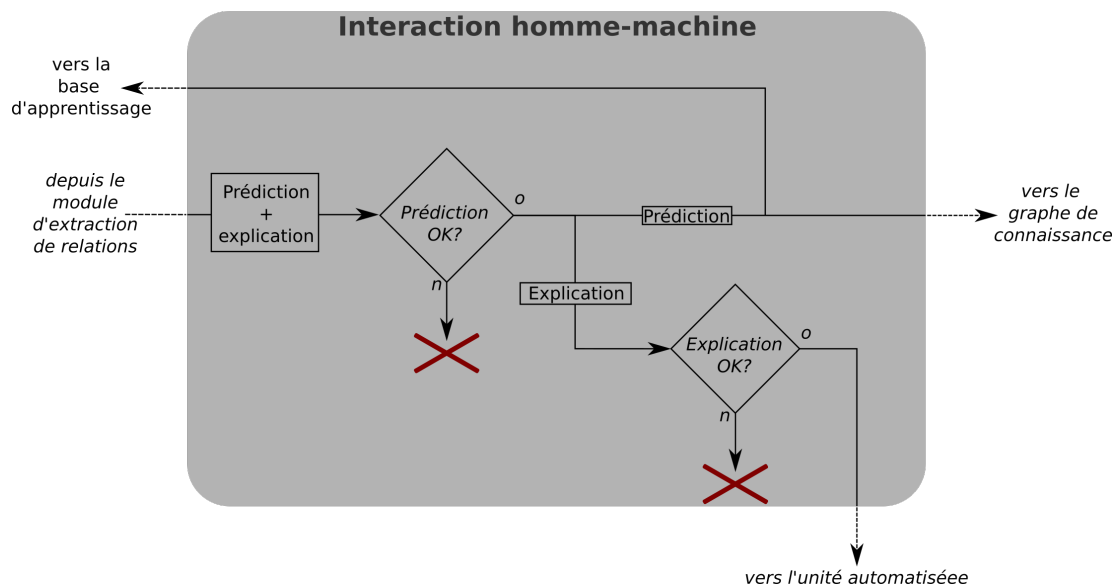 Interaction homme-machine
vers la
base
d'apprentissage
depuis le
module
d'extraction
de relations
Prédiction
+
explication
Prédiction
OK?
o
n
Prédiction
Explication
vers le
graphe de
connaissance
Explication
OK?
o
n
vers l'unité automatiséee